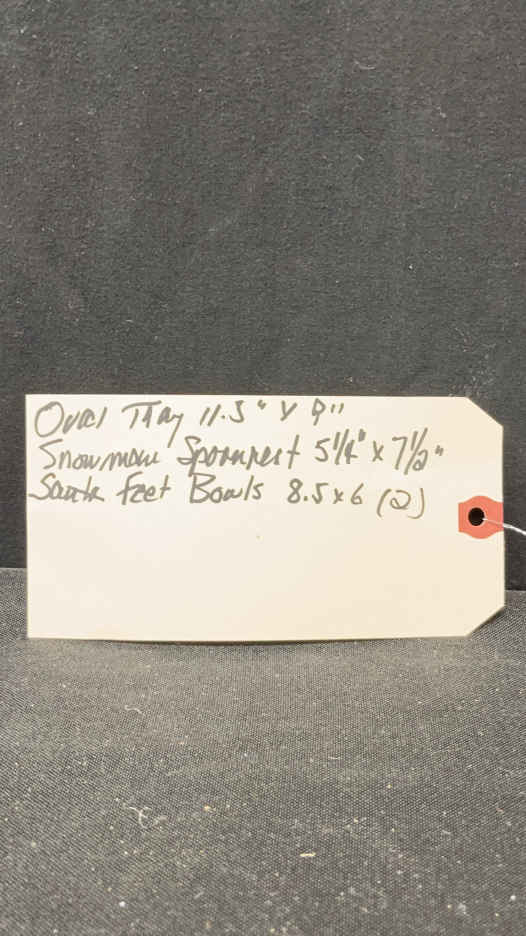 Oval Tray 11.5" x 9"
Snowman Spoonrest 5 1/4" x 7 1/2"
Santa feet Bowls 8.5 x 6 (2)